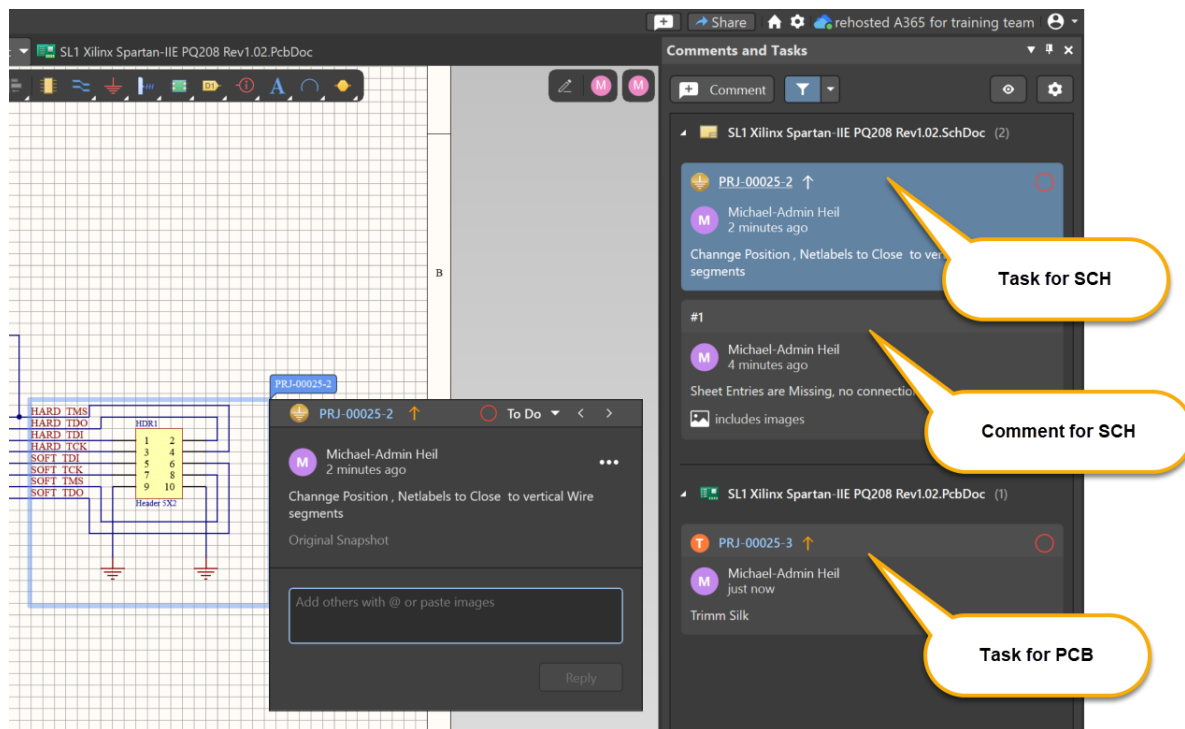 Share
rehosted A365 for training team
SL1 Xilinx Spartan-IIE PQ208 Rev1.02.PcbDoc
Comments and Tasks
D1
A
M
M
Comment
SL1 Xilinx Spartan-IIE PQ208 Rev1.02.SchDoc (2)
PRJ-00025-2
M
Michael-Admin Heil
2 minutes ago
Channge Position , Netlabels to Close to ver
segments
Task for SCH
B
#1
M
Michael-Admin Heil
4 minutes ago
Sheet Entries are Missing, no connection
includes images
Comment for SCH
SL1 Xilinx Spartan-IIE PQ208 Rev1.02.PcbDoc (1)
T PRJ-00025-3
M
Michael-Admin Heil
just now
Trimm Silk
Task for PCB
PRJ-00025-2
HARD TMS
HARD TDO
HARD TDI
HARD TCK
SOFT TDI
SOFT TCK
SOFT TMS
SOFT TDO
HDR1
1 2
3 4
5 6
7 8
9 10
Header 5X2
PRJ-00025-2
To Do
M
Michael-Admin Heil
2 minutes ago
Channge Position , Netlabels to Close to vertical Wire
segments
Original Snapshot
Add others with @ or paste images
Reply